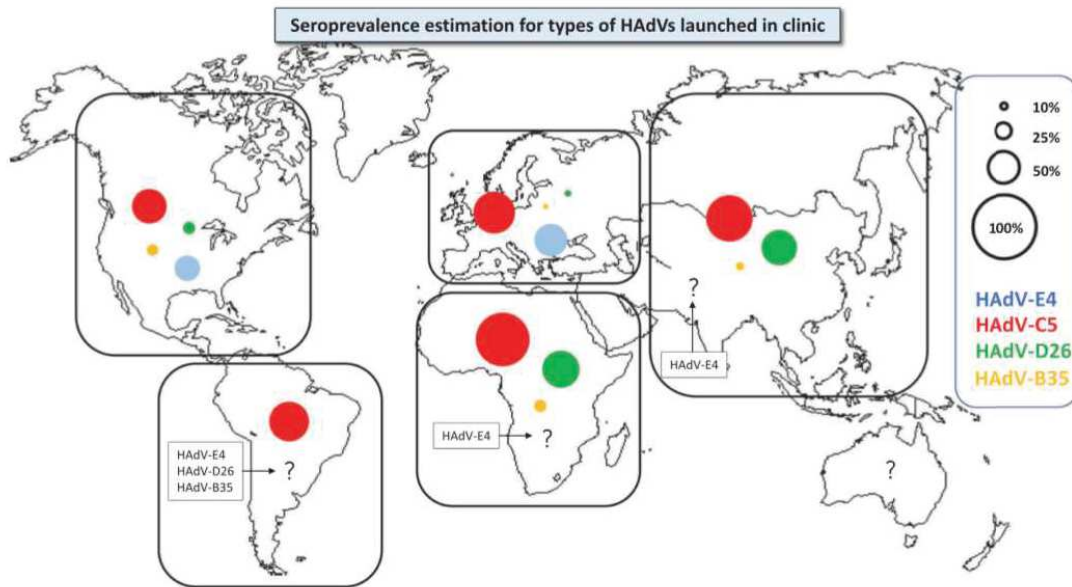 Seroprevalence estimation for types of HAdVs launched in clinic
10%
25%
50%
100%
HAdV-E4
HAdV-C5
HAdV-D26
HAdV-B35
?
HAdV-E4
HAdV-E4
?
HAdV-E4
HAdV-D26
HAdV-B35
?
?